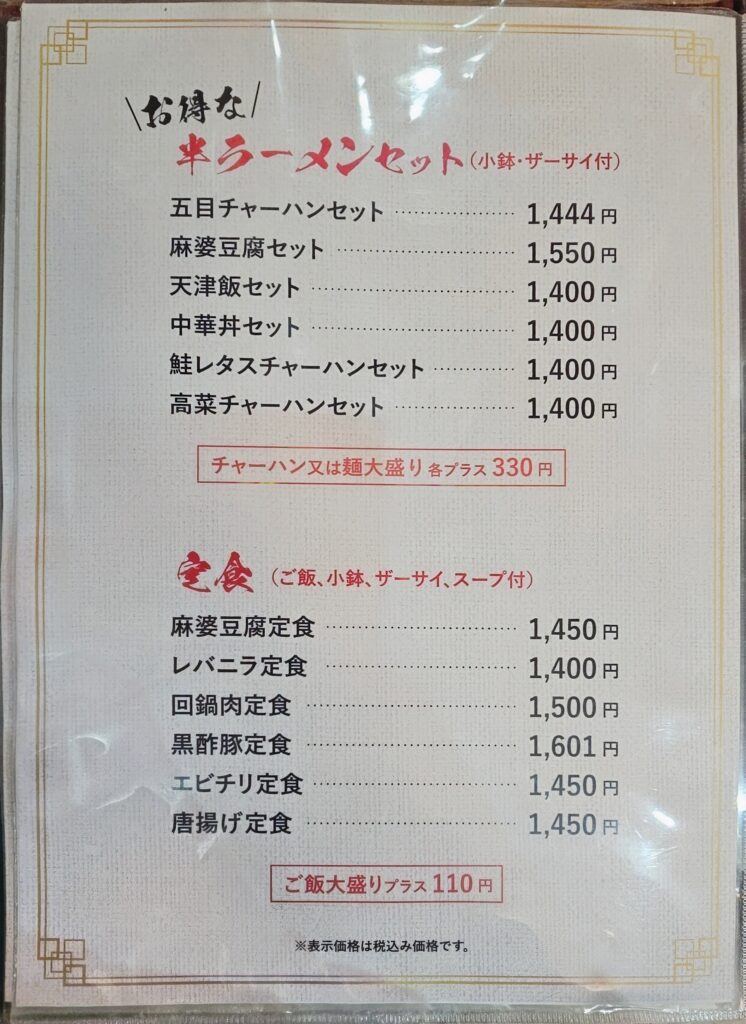 お得な
半ラーメンセット(小鉢・ザーサイ付)
五目チャーハンセット 1,444円
麻婆豆腐セット 1,550円
天津飯セット 1,400円
中華丼セット 1,400円
鮭レタスチャーハンセット 1,400円
高菜チャーハンセット 1,400円
チャーハン又は麺大盛り 各プラス 330円
定食(ご飯、小鉢、ザーサイ、スープ付)
麻婆豆腐定食 1,450円
レバニラ定食 1,400円
回鍋肉定食 1,500円
黒酢豚定食 1,601円
エビチリ定食 1,450円
唐揚げ定食 1,450円
ご飯大盛りプラス 110円
※表示価格は税込み価格です。